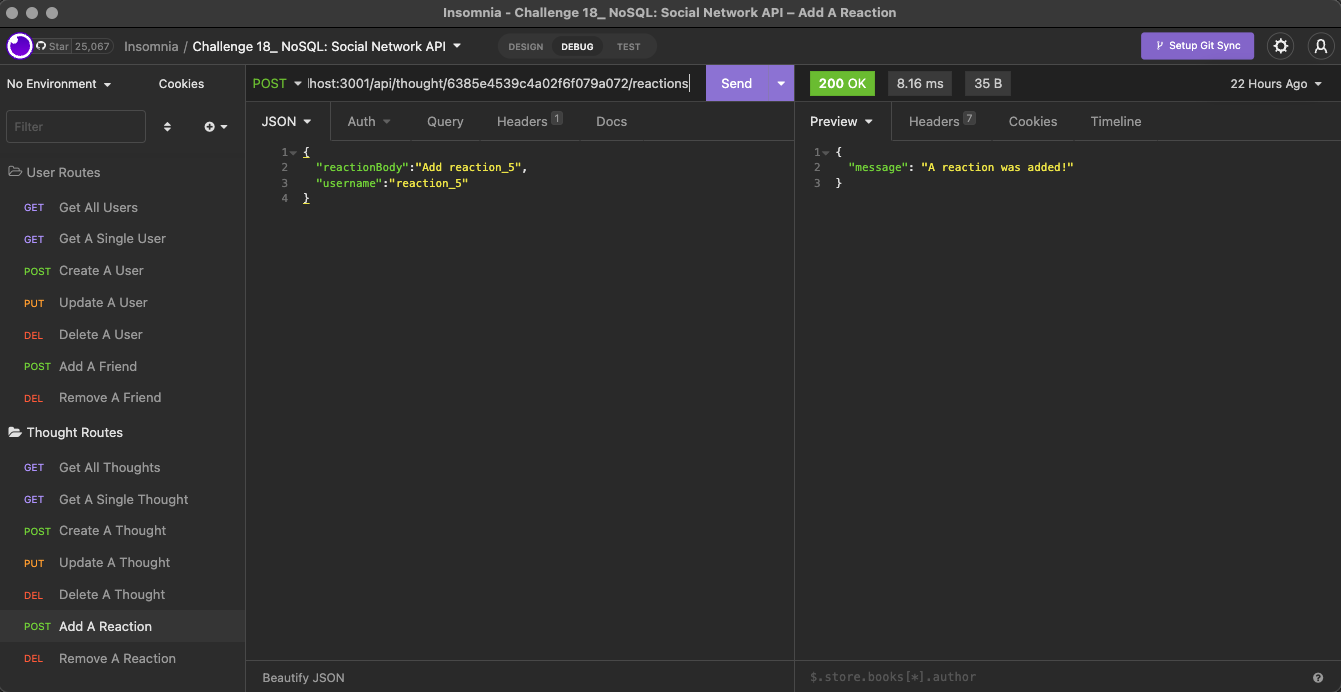 Insomnia - Challenge 18_ NoSQL: Social Network API – Add A Reaction
Star 25,067 Insomnia / Challenge 18_ NoSQL: Social Network API DESIGN DEBUG TEST Setup Git Sync
No Environment Cookies
POST lhost:3001/api/thought/6385e4539c4a02f6f079a072/reactions Send
200 OK 8.16 ms 35 B 22 Hours Ago
Filter
JSON Auth Query Headers 1 Docs
Preview Headers 7 Cookies Timeline
User Routes
GET Get All Users
GET Get A Single User
POST Create A User
PUT Update A User
DEL Delete A User
POST Add A Friend
DEL Remove A Friend
Thought Routes
GET Get All Thoughts
GET Get A Single Thought
POST Create A Thought
PUT Update A Thought
DEL Delete A Thought
POST Add A Reaction
DEL Remove A Reaction
1 {
2 "reactionBody":"Add reaction_5",
3 "username":"reaction_5"
4 }
Beautify JSON
1 {
2 "message": "A reaction was added!"
3 }
$.store.books[*].author